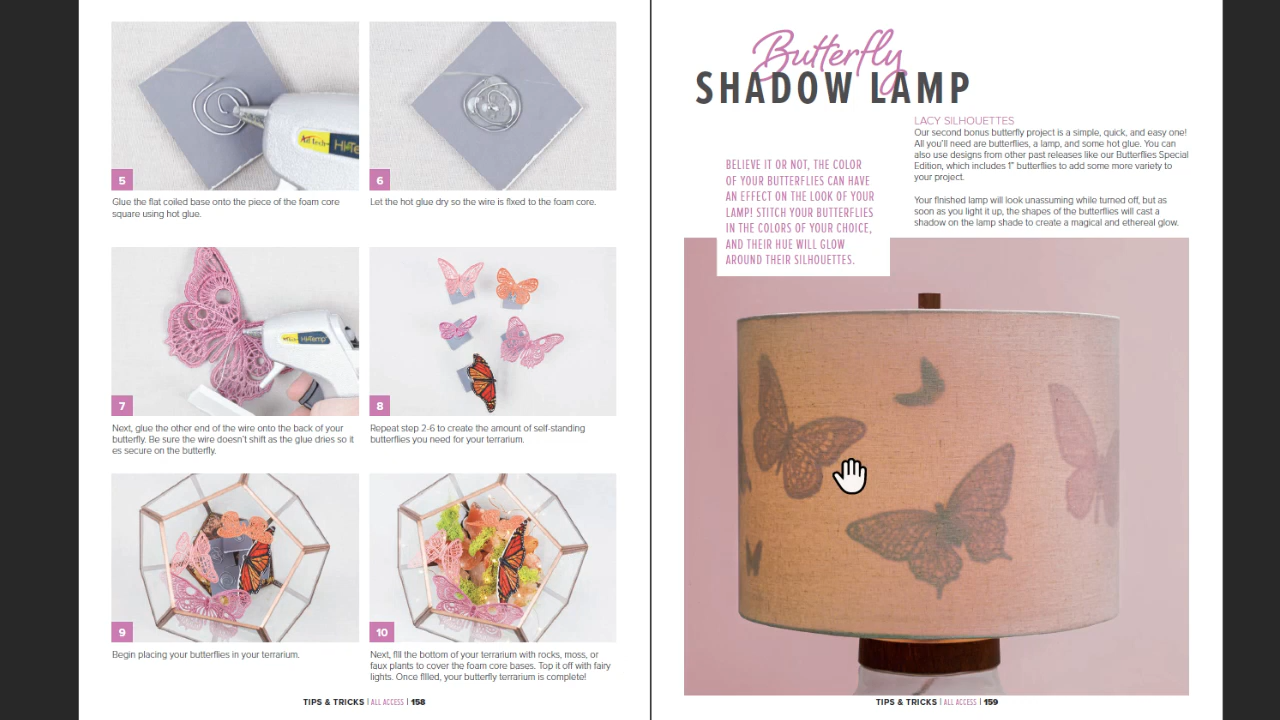 5
Glue the flat coiled base onto the piece of the foam core
square using hot glue.
6
Let the hot glue dry so the wire is fixed to the foam core.
7
Next, glue the other end of the wire onto the back of your
butterfly. Be sure the wire doesn't shift as the glue dries so it
es secure on the butterfly.
8
Repeat step 2-6 to create the amount of self-standing
butterflies you need for your terrarium.
9
Begin placing your butterflies in your terrarium.
10
Next, fill the bottom of your terrarium with rocks, moss, or
faux plants to cover the foam core bases. Top it off with fairy
lights. Once filled, your butterfly terrarium is complete!
TIPS & TRICKS | ALL ACCESS | 158
Butterfly
SHADOW LAMP
LACY SILHOUETTES
Our second bonus butterfly project is a simple, quick, and easy one!
All you'll need are butterflies, a lamp, and some hot glue. You can
also use designs from other past releases like our Butterflies Special
Edition, which includes 1" butterflies to add some more variety to
your project.
Your finished lamp will look unassuming while turned off, but as
soon as you light it up, the shapes of the butterflies will cast a
shadow on the lamp shade to create a magical and ethereal glow.
BELIEVE IT OR NOT, THE COLOR
OF YOUR BUTTERFLIES CAN HAVE
AN EFFECT ON THE LOOK OF YOUR
LAMP! STITCH YOUR BUTTERFLIES
IN THE COLORS OF YOUR CHOICE,
AND THEIR HUE WILL GLOW
AROUND THEIR SILHOUETTES.
TIPS & TRICKS | ALL ACCESS | 159